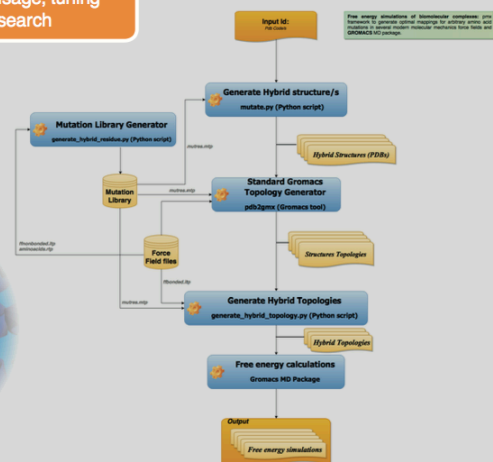 usage, tuning
search
Input Id:
Free energy simulations of biomolecular complexes: pmx
framework to generate optimal mappings for arbitrary amino acid
mutations in several modern molecular mechanics force fields and
GROMACS MD package.
Generate Hybrid structure/s
mutate.py (Python script)
Mutation Library Generator
generate_hybrid_residue.py (Python script)
mutres.mtp
Hybrid Structures (PDBs)
Mutation
Library
mutres.mtp
Standard Gromacs
Topology Generator
pdb2gmx (Gromacs tool)
ffnonbonded.itp
aminoacids.rtp
Force
Field files
Structures Topologies
ffbonded.itp
mutres.mtp
Generate Hybrid Topologies
generate_hybrid_topology.py (Python script)
Hybrid Topologies
Free energy calculations
Gromacs MD Package
Output
Free energy simulations